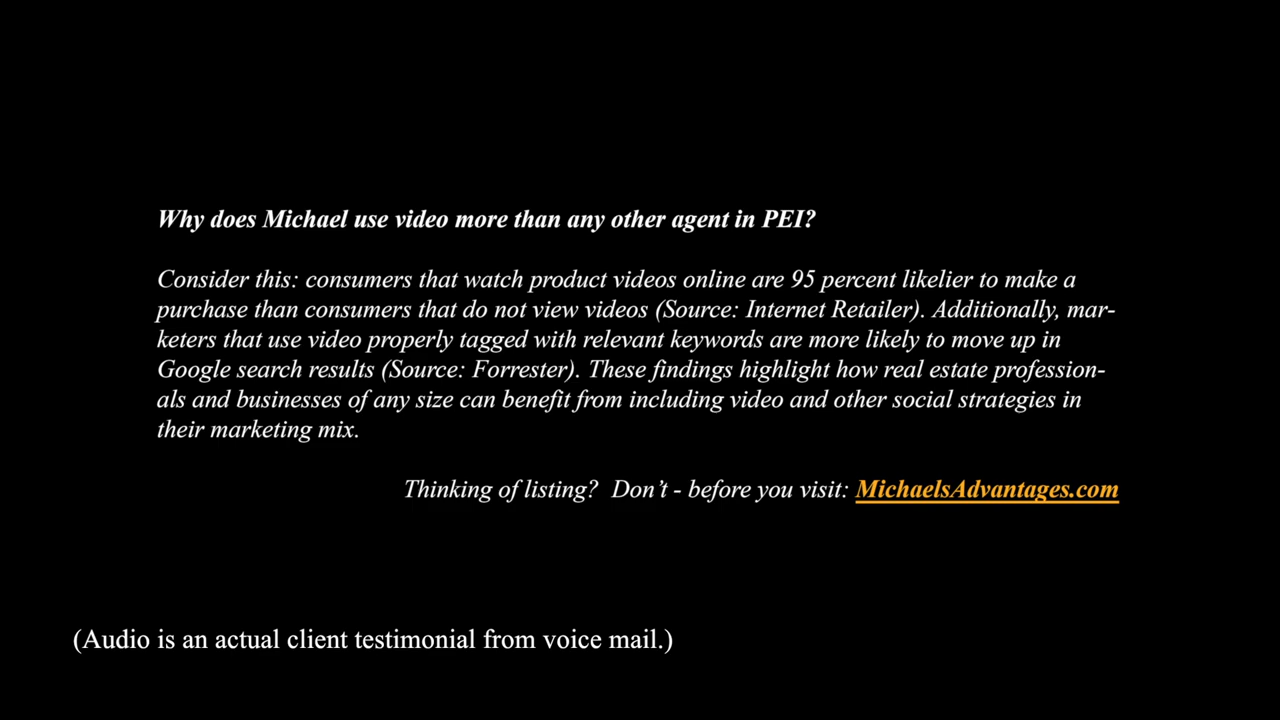 Why does Michael use video more than any other agent in PEI?
Consider this: consumers that watch product videos online are 95 percent likelier to make a
purchase than consumers that do not view videos (Source: Internet Retailer). Additionally, mar-
keters that use video properly tagged with relevant keywords are more likely to move up in
Google search results (Source: Forrester). These findings highlight how real estate profession-
als and businesses of any size can benefit from including video and other social strategies in
their marketing mix.
Thinking of listing?  Don’t - before you visit: MichaelsAdvantages.com
(Audio is an actual client testimonial from voice mail.)